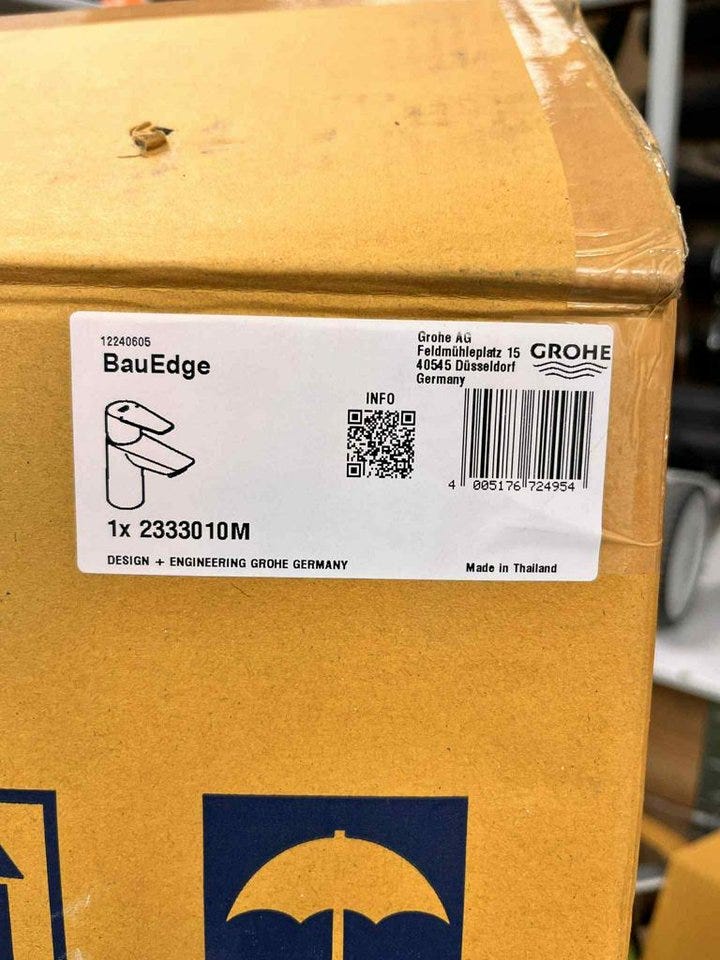 12240605
BauEdge
Grohe AG
Feldmühleplatz 15
40545 Düsseldorf
Germany
GROHE
INFO
4 005176 724954
1x 2333010M
DESIGN + ENGINEERING GROHE GERMANY
Made in Thailand